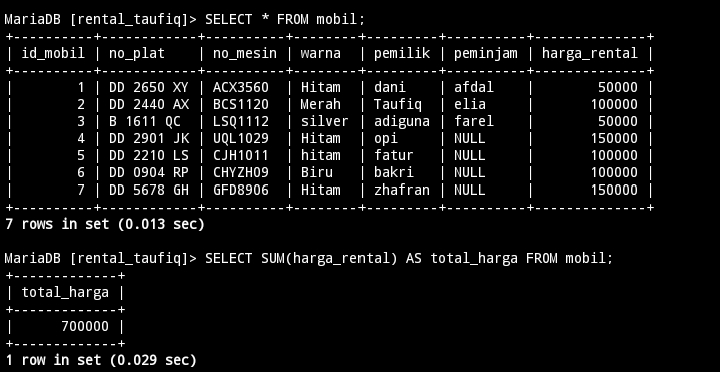 MariaDB [rental_taufiq]> SELECT * FROM mobil;
+----------+------------+----------+--------+---------+----------+--------------+
| id_mobil | no_plat    | no_mesin | warna  | pemilik | peminjam | harga_rental |
+----------+------------+----------+--------+---------+----------+--------------+
|        1 | DD 2650 XY | ACX3560  | Hitam  | dani    | afdal    |        50000 |
|        2 | DD 2440 AX | BCS1120  | Merah  | Taufiq  | elia     |       100000 |
|        3 | B 1611 QC  | LSQ1112  | silver | adiguna | farel    |        50000 |
|        4 | DD 2901 JK | UQL1029  | Hitam  | opi     | NULL     |       150000 |
|        5 | DD 2210 LS | CJH1011  | hitam  | fatur   | NULL     |       100000 |
|        6 | DD 0904 RP | CHYZHO9  | Biru   | bakri   | NULL     |       100000 |
|        7 | DD 5678 GH | GFD8906  | Hitam  | zhafran | NULL     |       150000 |
+----------+------------+----------+--------+---------+----------+--------------+
7 rows in set (0.013 sec)
MariaDB [rental_taufiq]> SELECT SUM(harga_rental) AS total_harga FROM mobil;
+-------------+
| total_harga |
+-------------+
|      700000 |
+-------------+
1 row in set (0.029 sec)